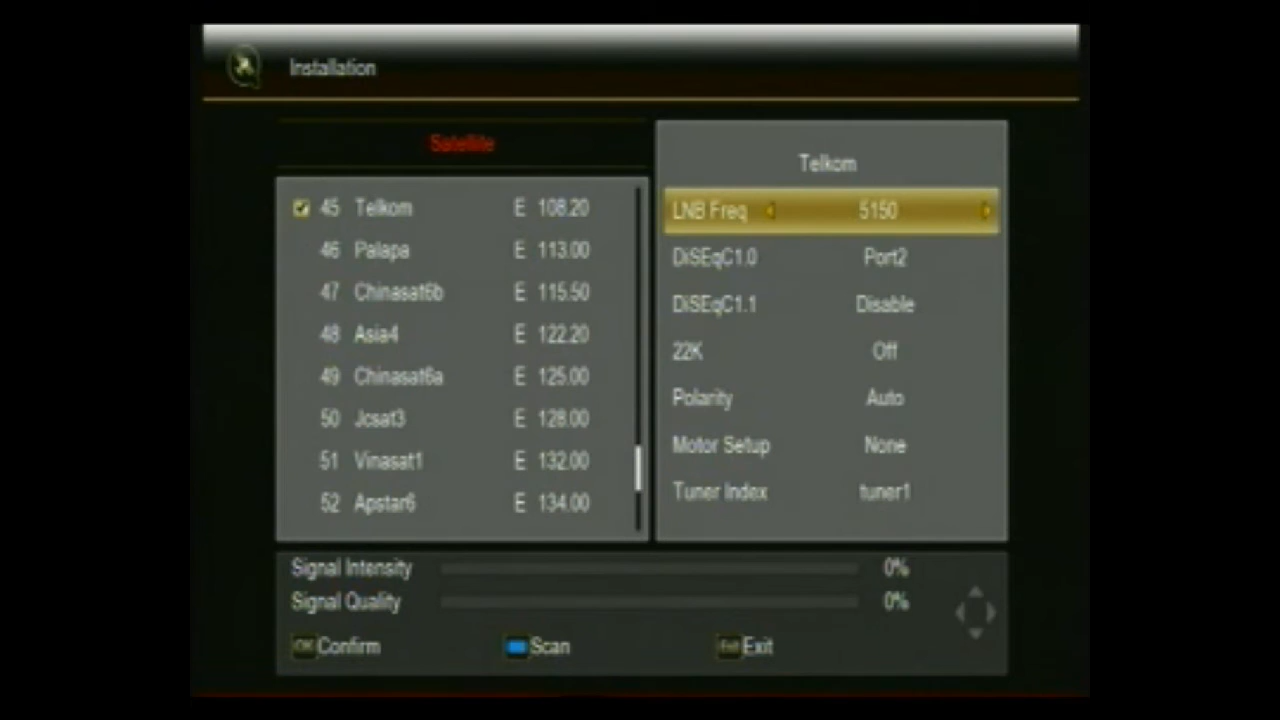 Installation
Satellite
45 Telkom E 108.20
46 Palapa E 113.00
47 Chinasat6b E 115.50
48 Asia4 E 122.20
49 Chinasat6a E 125.00
50 Jcsat3 E 128.00
51 Vinasat1 E 132.00
52 Apstar6 E 134.00
Telkom
LNB Freq 5150
DiSEqC1.0 Port2
DiSEqC1.1 Disable
22K Off
Polarity Auto
Motor Setup None
Tuner Index tuner1
Signal Intensity 0%
Signal Quality 0%
OK Confirm Scan Exit Exit